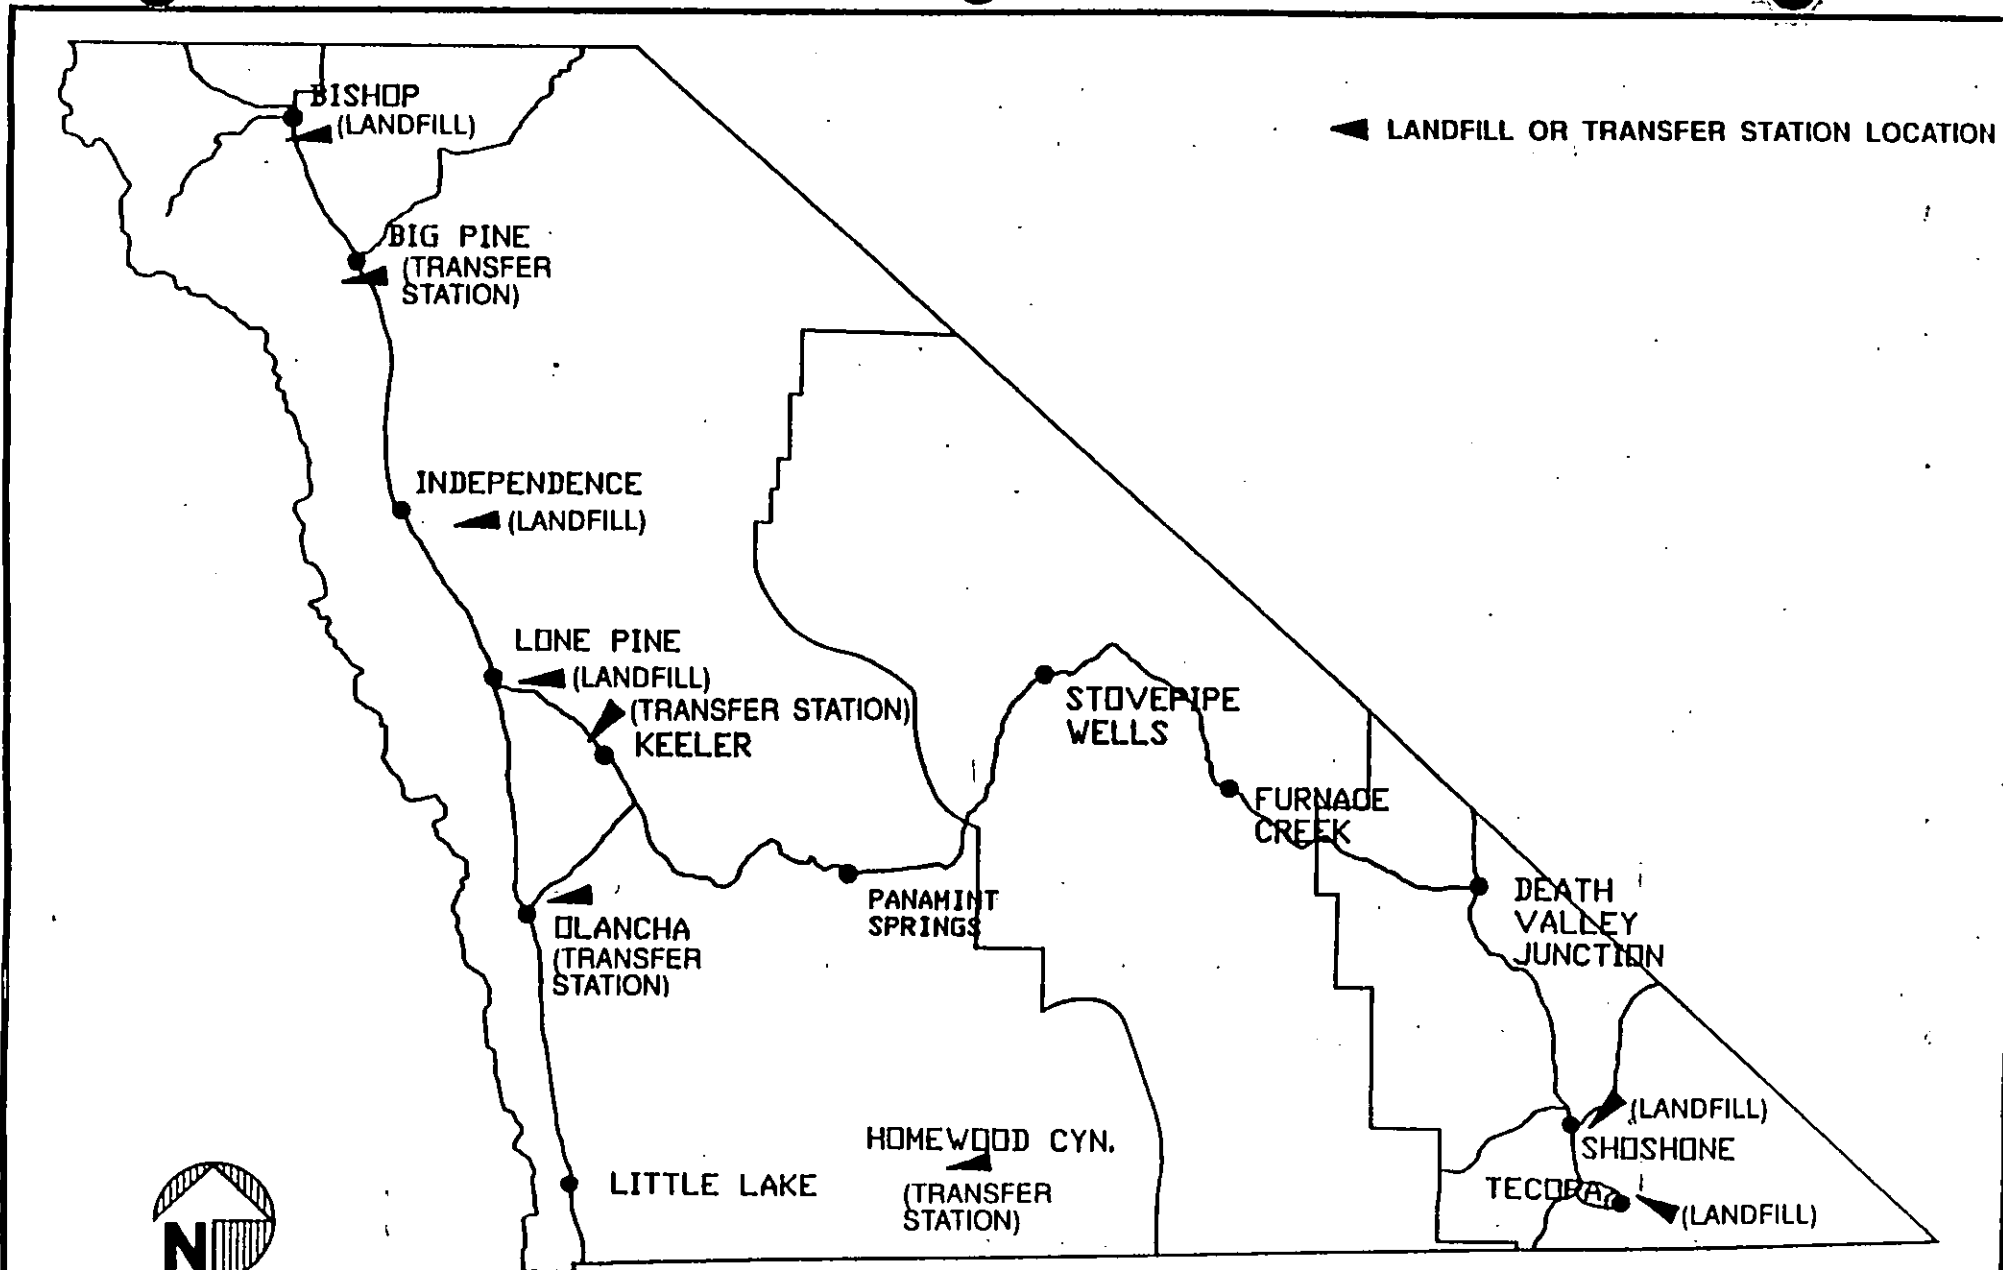 BISHOP
(LANDFILL)
LANDFILL OR TRANSFER STATION LOCATION
BIG PINE
(TRANSFER
STATION)
INDEPENDENCE
(LANDFILL)
LONE PINE
(LANDFILL)
(TRANSFER STATION)
KEELER
STOVEPIPE
WELLS
FURNACE
CREEK
PANAMINT
SPRINGS
DEATH
VALLEY
JUNCTION
OLANCHA
(TRANSFER
STATION)
(LANDFILL)
SHOSHONE
HOMEWOOD CYN.
(TRANSFER
STATION)
LITTLE LAKE
TECOPA
(LANDFILL)
N